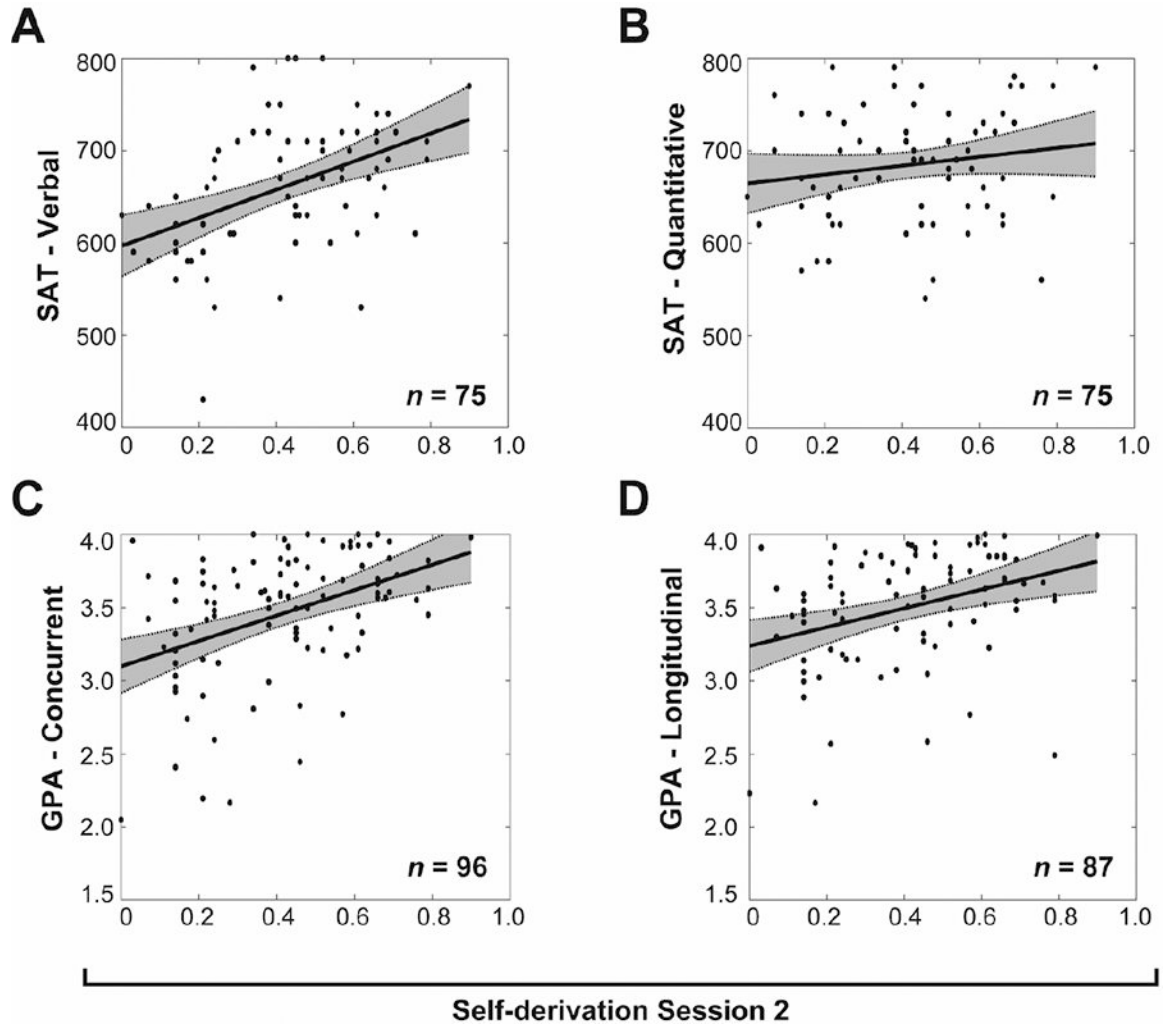 A
B
SAT - Verbal
800
700
600
500
400
0 0.2 0.4 0.6 0.8 1.0
n = 75
SAT - Quantitative
800
700
600
500
400
0 0.2 0.4 0.6 0.8 1.0
n = 75
C
D
GPA - Concurrent
4.0
3.5
3.0
2.5
2.0
1.5
0 0.2 0.4 0.6 0.8 1.0
n = 96
GPA - Longitudinal
4.0
3.5
3.0
2.5
2.0
1.5
0 0.2 0.4 0.6 0.8 1.0
n = 87
Self-derivation Session 2